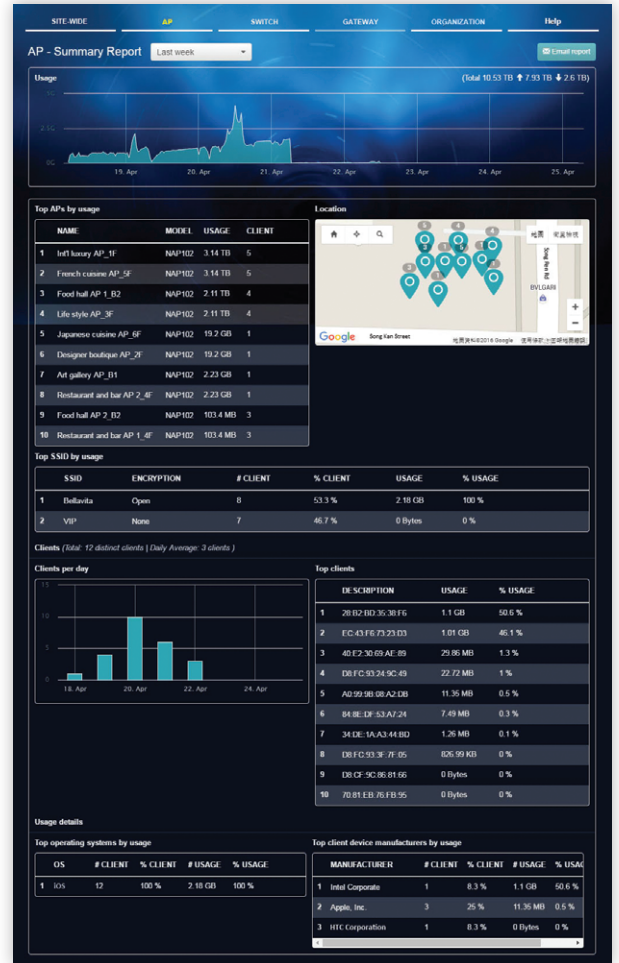 SITE-WIDE AP SWITCH GATEWAY ORGANIZATION Help
AP - Summary Report Last week Email report
Usage (Total 10.53 TB ↑ 7.93 TB ↓ 2.6 TB)
5G
2.5G
0G
19. Apr 20. Apr 21. Apr 22. Apr 23. Apr 24. Apr 25. Apr
Top APs by usage
NAME MODEL USAGE CLIENT
1 Int'l luxury AP_1F NAP102 3.14 TB 5
2 French cuisine AP_5F NAP102 3.14 TB 5
3 Food hall AP 1_B2 NAP102 2.11 TB 4
4 Life style AP_3F NAP102 2.11 TB 4
5 Japanese cuisine AP_6F NAP102 19.2 GB 1
6 Designer boutique AP_2F NAP102 19.2 GB 1
7 Art gallery AP_B1 NAP102 2.23 GB 1
8 Restaurant and bar AP 2_4F NAP102 2.23 GB 1
9 Food hall AP 2_B2 NAP102 103.4 MB 3
10 Restaurant and bar AP 1_4F NAP102 103.4 MB 3
Location
地圖
Song Ren Rd
BVLGARI
Google Song Kan Street
Top SSID by usage
SSID ENCRYPTION # CLIENT % CLIENT USAGE % USAGE
1 Bellavita Open 8 53.3 % 2.18 GB 100 %
2 VIP None 7 46.7 % 0 Bytes 0 %
Clients (Total: 12 distinct clients | Daily Average: 3 clients )
Clients per day
15
10
5
0
18. Apr 20. Apr 22. Apr 24. Apr
Top clients
DESCRIPTION USAGE % USAGE
1 28:B2:BD:35:38:F6 1.1 GB 50.6 %
2 EC:43:F6:73:23:D3 1.01 GB 46.1 %
3 40:E2:30:69:AE:89 29.86 MB 1.3 %
4 D8:FC:93:24:9C:49 22.72 MB 1 %
5 A0:99:9B:08:A2:DB 11.35 MB 0.5 %
6 84:8E:DF:53:A7:24 7.49 MB 0.3 %
7 34:DE:1A:A3:44:BD 1.26 MB 0.1 %
8 D8:FC:93:3F:7F:05 826.99 KB 0 %
9 D8:CF:9C:86:81:66 0 Bytes 0 %
10 70:81:EB:76:FB:95 0 Bytes 0 %
Usage details
Top operating systems by usage
OS # CLIENT % CLIENT # USAGE % USAGE
1 iOS 12 100 % 2.18 GB 100 %
Top client device manufacturers by usage
MANUFACTURER # CLIENT % CLIENT # USAGE % USAG
1 Intel Corporate 1 8.3 % 1.1 GB 50.6 %
2 Apple, Inc. 3 25 % 11.35 MB 0.5 %
3 HTC Corporation 1 8.3 % 0 Bytes 0 %